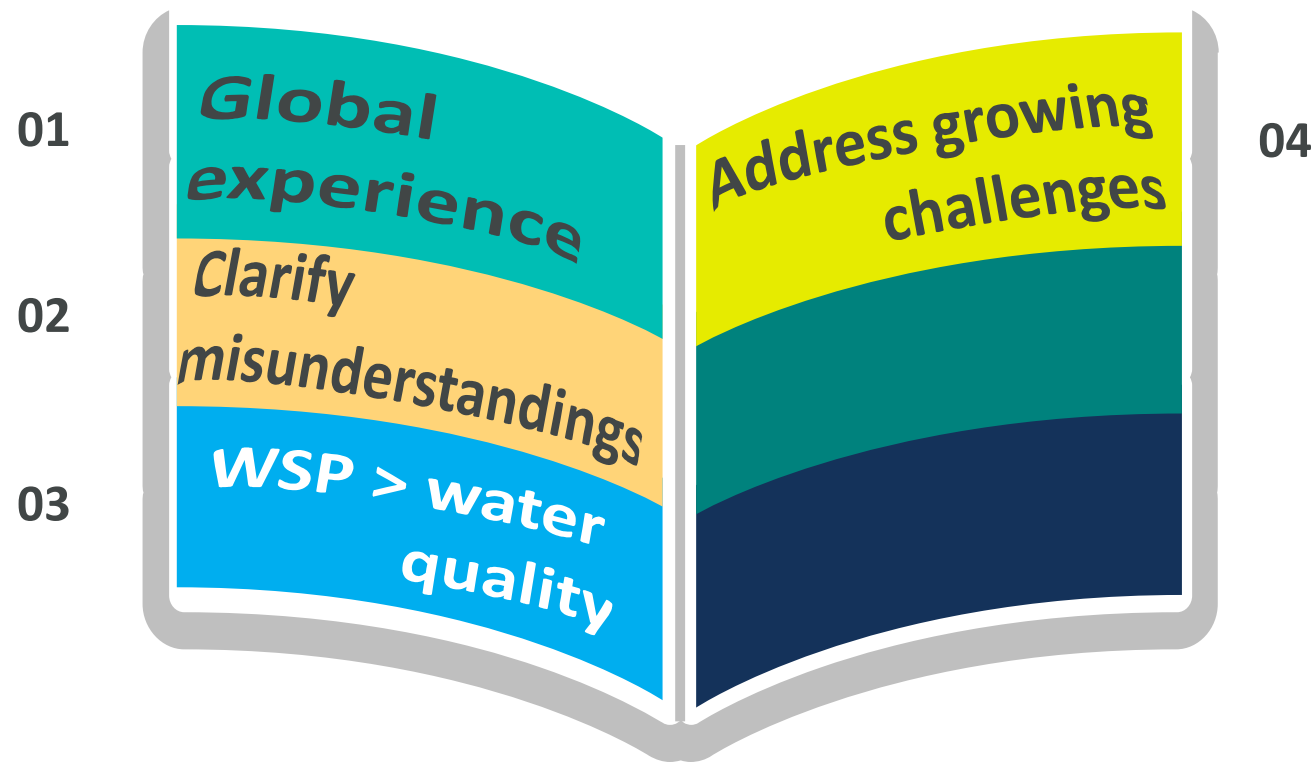 01
Global
experience
02
Clarify
misunderstandings
03
WSP > water
quality
04
Address growing
challenges